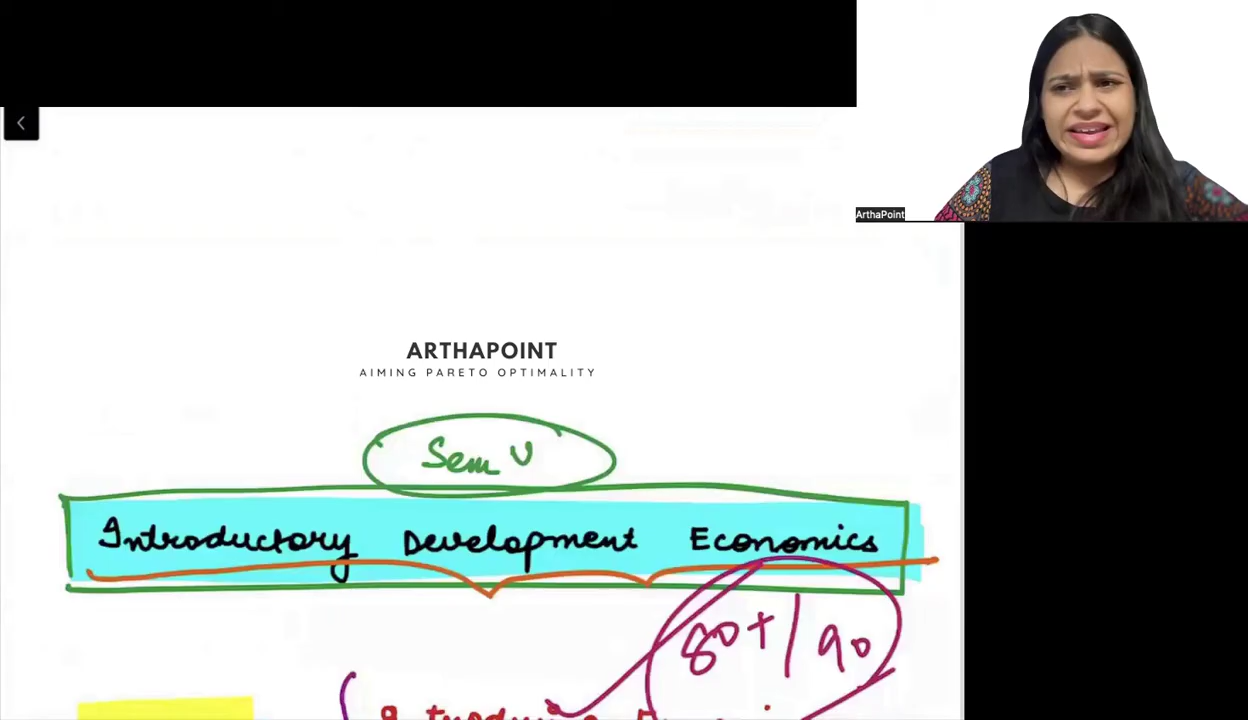 ArthaPoint
ARTHAPOINT
AIMING PARETO OPTIMALITY
Sem V
Introductory Development Economics
80+/90